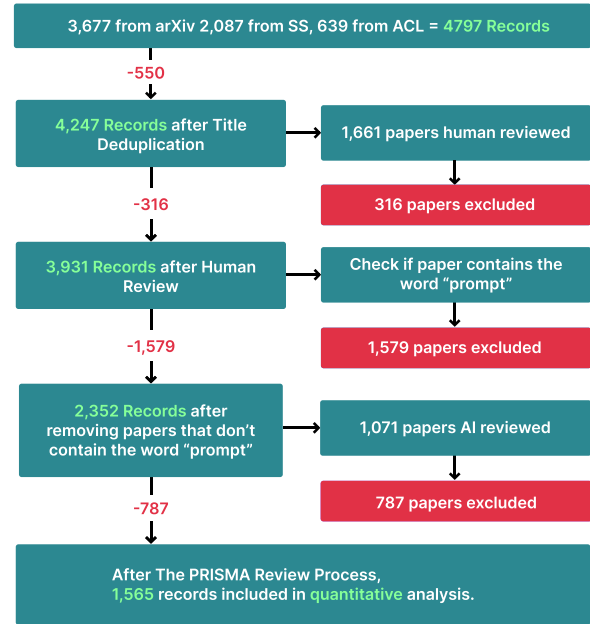 3,677 from arXiv 2,087 from SS, 639 from ACL = 4797 Records
-550
4,247 Records after Title
Deduplication
1,661 papers human reviewed
316 papers excluded
-316
3,931 Records after Human
Review
Check if paper contains the
word “prompt”
1,579 papers excluded
-1,579
2,352 Records after
removing papers that don’t
contain the word “prompt”
1,071 papers AI reviewed
787 papers excluded
-787
After The PRISMA Review Process,
1,565 records included in quantitative analysis.